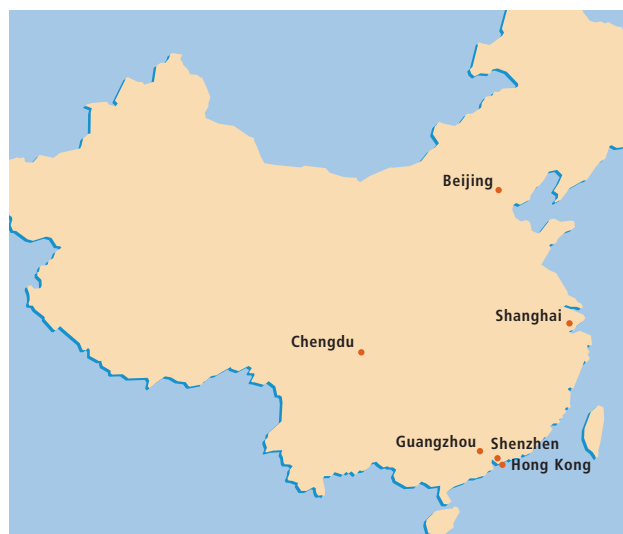 Beijing
Shanghai
Chengdu
Guangzhou
Shenzhen
Hong Kong